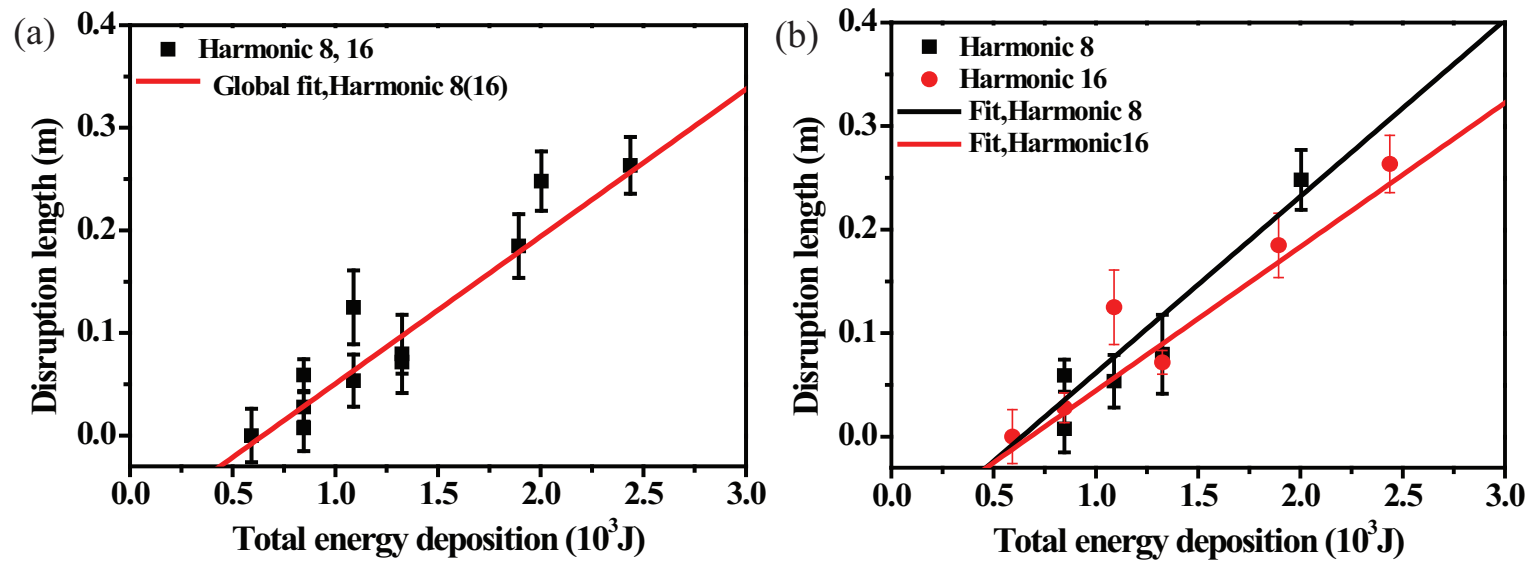 (a)
0.4
0.3
0.2
0.1
0.0
Disruption length (m)
Harmonic 8, 16
Global fit,Harmonic 8(16)
0.0 0.5 1.0 1.5 2.0 2.5 3.0
Total energy deposition (10³J)
(b)
0.4
0.3
0.2
0.1
0.0
Disruption length (m)
Harmonic 8
Harmonic 16
Fit,Harmonic 8
Fit,Harmonic16
0.0 0.5 1.0 1.5 2.0 2.5 3.0
Total energy deposition (10³J)